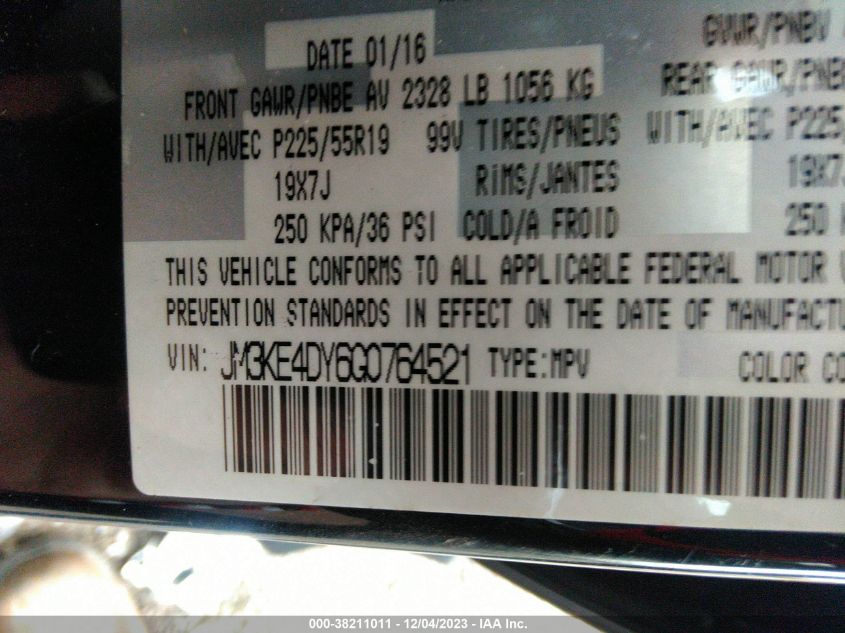 DATE 01/16
GVWR/PNBV
FRONT GAWR/PNBE AV 2328 LB 1056 KG REAR GAWR/PNBE
WITH/AVEC P225/55R19 99V TIRES/PNEUS WITH/AVEC P225/
19X7J RiMS/JANTES 19X7J
250 KPA/36 PSI COLD/A FROID 250
THIS VEHICLE CONFORMS TO ALL APPLICABLE FEDERAL MOTOR
PREVENTION STANDARDS IN EFFECT ON THE DATE OF MANUFACTU
VIN: JM3KE4DY6G0764521 TYPE:MPV COLOR CO
000-38211011 - 12/04/2023 - IAA Inc.